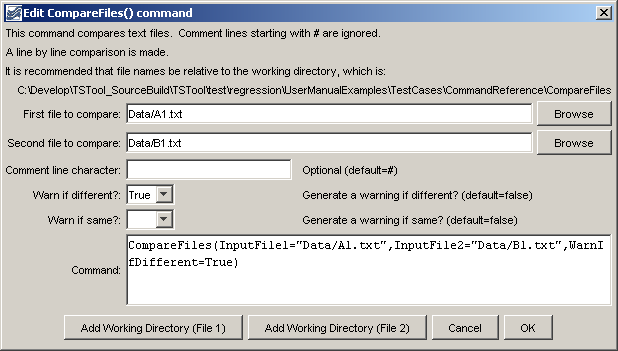 Edit CompareFiles() command
This command compares text files. Comment lines starting with # are ignored.
A line by line comparison is made.
It is recommended that file names be relative to the working directory, which is:
C:\Develop\TSTool_SourceBuild\TSTool\test\regression\UserManualExamples\TestCases\CommandReference\CompareFiles
First file to compare: Data/A1.txt Browse
Second file to compare: Data/B1.txt Browse
Comment line character: Optional (default=#)
Warn if different?: True Generate a warning if different? (default=false)
Warn if same?: Generate a warning if same? (default=false)
Command: CompareFiles(InputFile1="Data/A1.txt",InputFile2="Data/B1.txt",WarnI
fDifferent=True)
Add Working Directory (File 1) Add Working Directory (File 2) Cancel OK